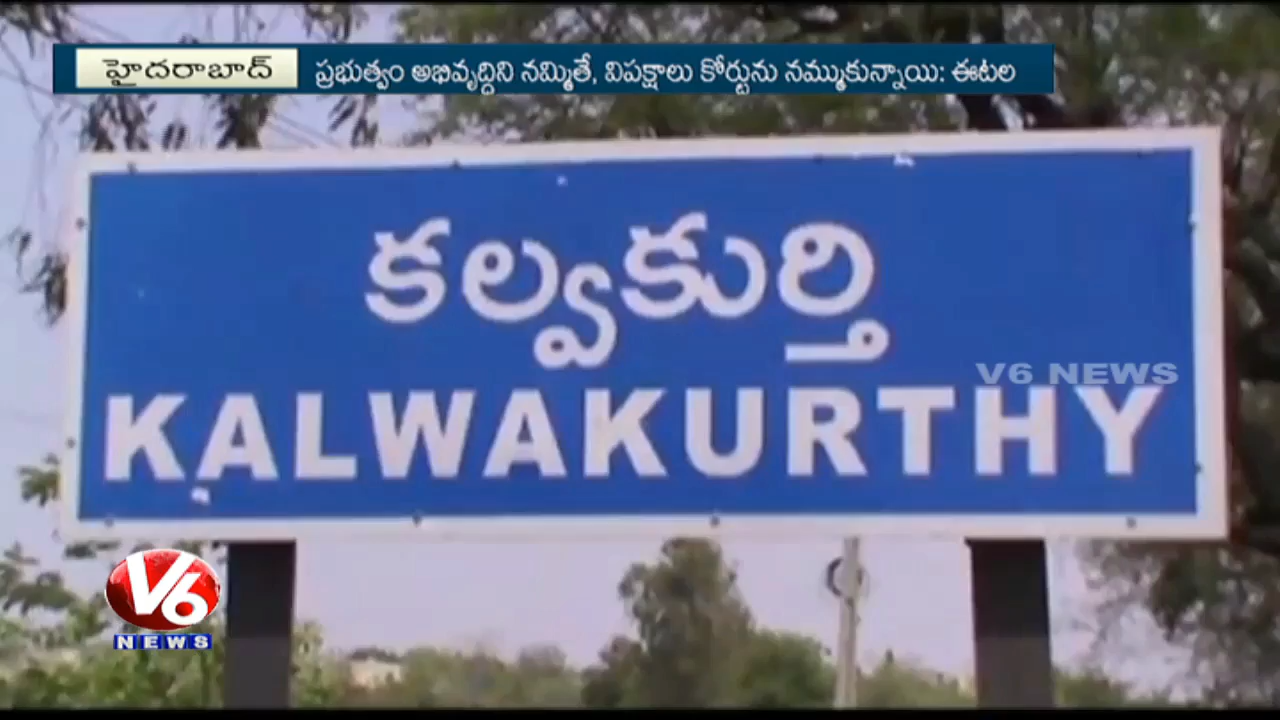 హైదరాబాద్ ప్రభుత్వం అభివృద్దిని నమ్మితే, విపక్షాలు కోర్టును నమ్ముకున్నాయి: ఈటల
కల్వకుర్తి
V6 NEWS
KALWAKURTHY
V6
NEWS